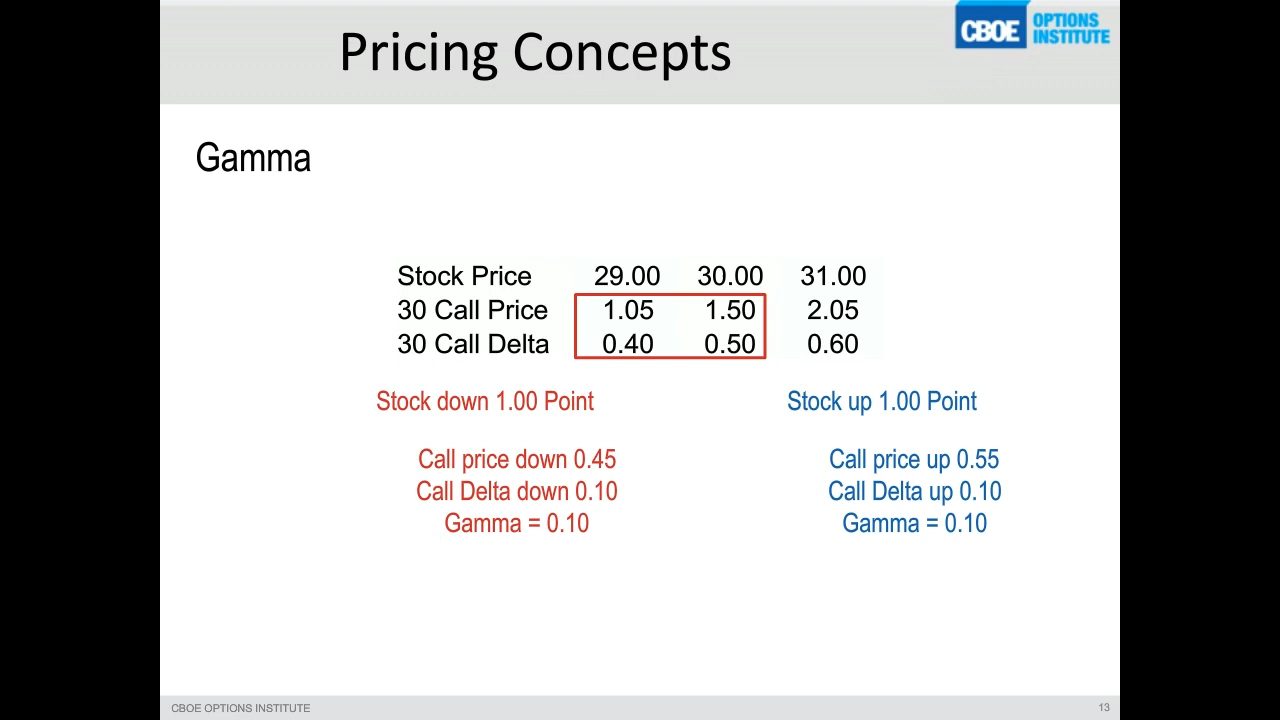 Pricing Concepts
CBOE OPTIONS INSTITUTE
Gamma
Stock Price 29.00 30.00 31.00
30 Call Price 1.05 1.50 2.05
30 Call Delta 0.40 0.50 0.60
Stock down 1.00 Point
Call price down 0.45
Call Delta down 0.10
Gamma = 0.10
Stock up 1.00 Point
Call price up 0.55
Call Delta up 0.10
Gamma = 0.10
CBOE OPTIONS INSTITUTE
13